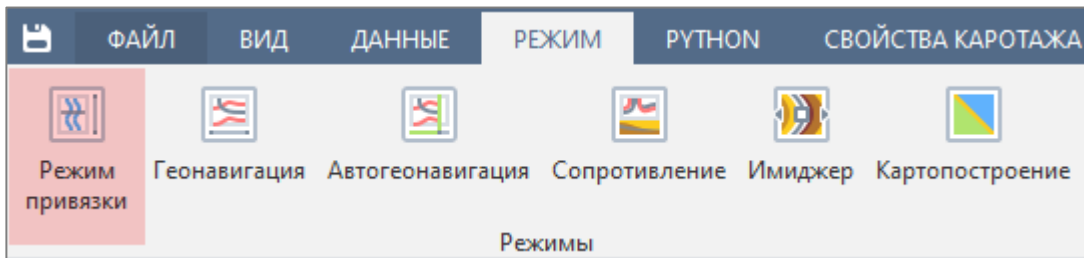 ФАЙЛ ВИД ДАННЫЕ РЕЖИМ PYTHON СВОЙСТВА КАРОТАЖА
Режим Геонавигация Автогеонавигация Сопротивление Имиджер Картопостроение
привязки
Режимы